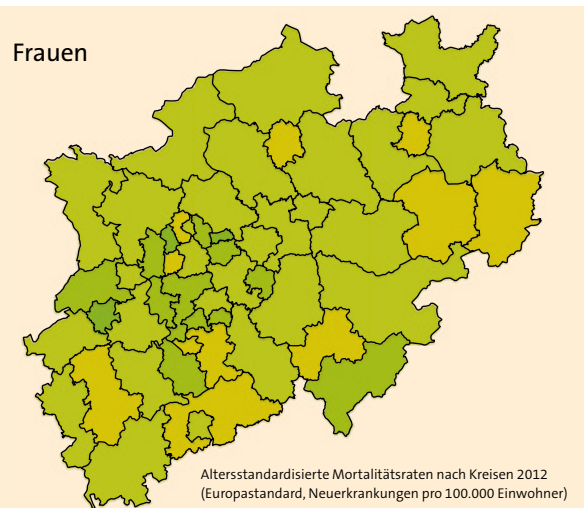 Frauen
Altersstandardisierte Mortalitätsraten nach Kreisen 2012
(Europastandard, Neuerkrankungen pro 100.000 Einwohner)